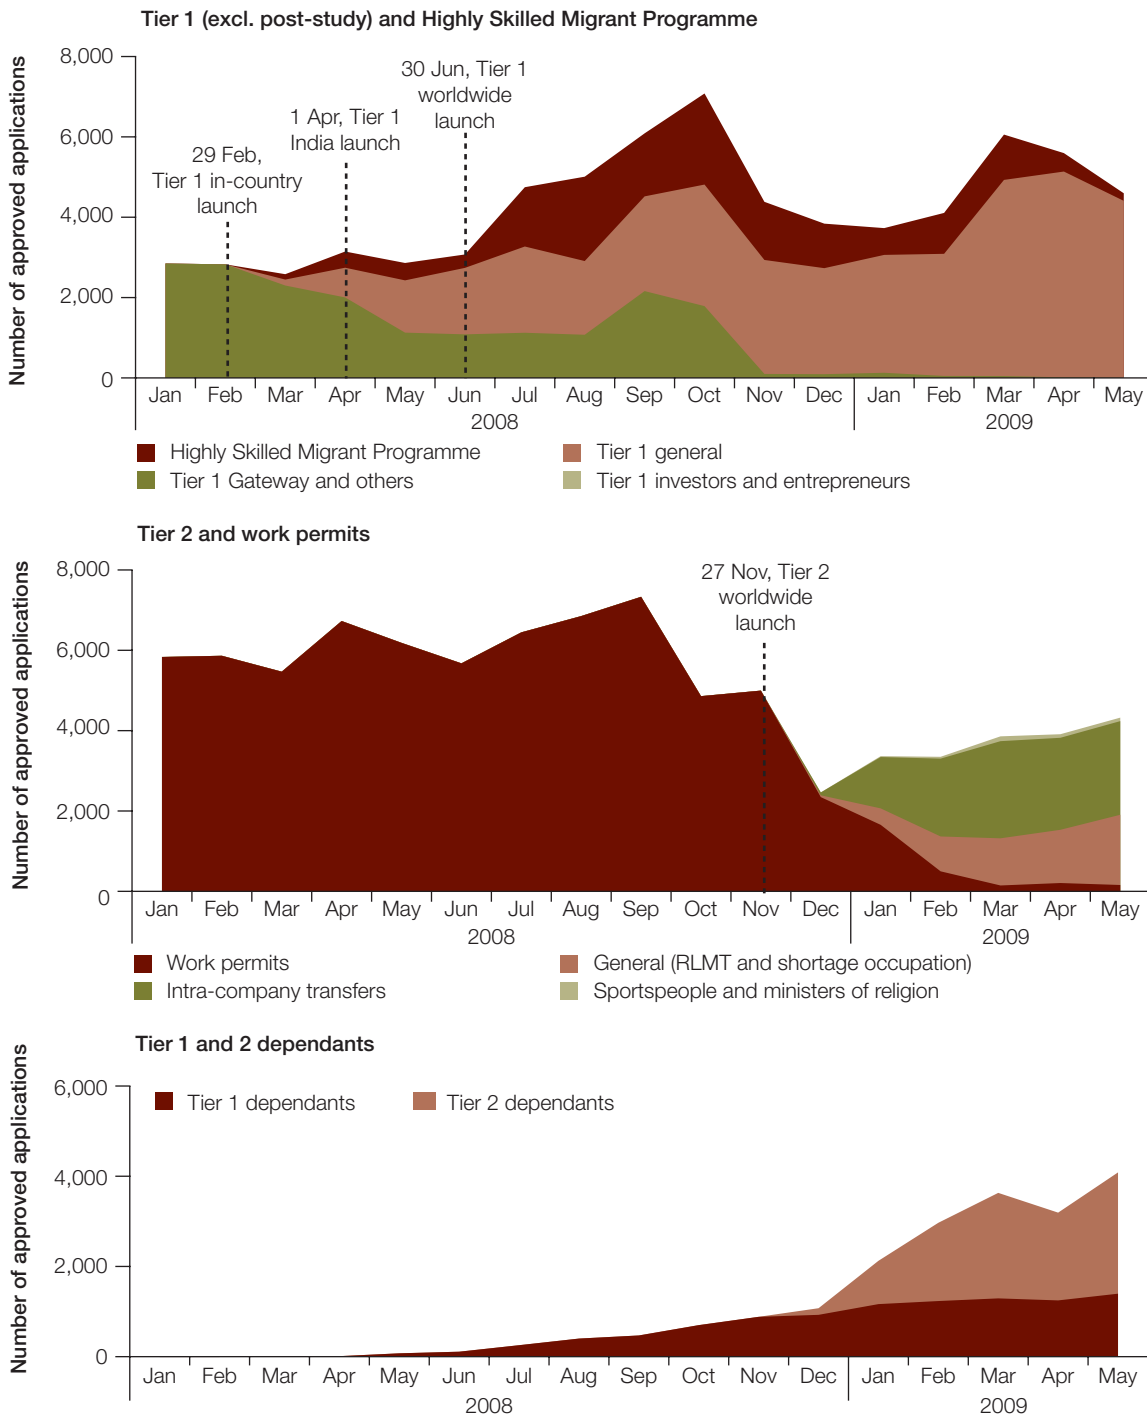 Tier 1 (excl. post-study) and Highly Skilled Migrant Programme
Number of approved applications
8,000
6,000
4,000
2,000
0
29 Feb,
Tier 1 in-country
launch
1 Apr, Tier 1
India launch
30 Jun, Tier 1
worldwide
launch
Jan Feb Mar Apr May Jun Jul Aug Sep Oct Nov Dec Jan Feb Mar Apr May
2008 2009
Highly Skilled Migrant Programme Tier 1 general
Tier 1 Gateway and others Tier 1 investors and entrepreneurs
Tier 2 and work permits
Number of approved applications
8,000
6,000
4,000
2,000
0
27 Nov, Tier 2
worldwide
launch
Jan Feb Mar Apr May Jun Jul Aug Sep Oct Nov Dec Jan Feb Mar Apr May
2008 2009
Work permits General (RLMT and shortage occupation)
Intra-company transfers Sportspeople and ministers of religion
Tier 1 and 2 dependants
Number of approved applications
6,000
4,000
2,000
0
Tier 1 dependants Tier 2 dependants
Jan Feb Mar Apr May Jun Jul Aug Sep Oct Nov Dec Jan Feb Mar Apr May
2008 2009